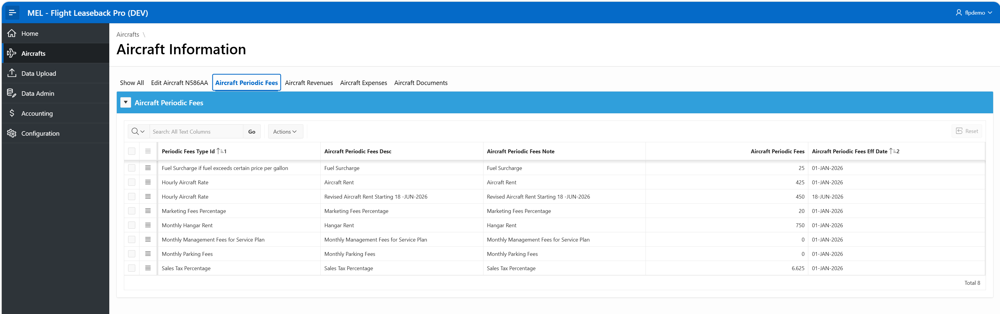 MEL - Flight Leaseback Pro (DEV)
flpdemo
Home
Aircrafts
Data Upload
Data Admin
Accounting
Configuration
Aircrafts \
Aircraft Information
Show All Edit Aircraft N586AA Aircraft Periodic Fees Aircraft Revenues Aircraft Expenses Aircraft Documents
Aircraft Periodic Fees
Search: All Text Columns Go Actions Reset
Periodic Fees Type Id 1 Aircraft Periodic Fees Desc Aircraft Periodic Fees Note Aircraft Periodic Fees Aircraft Periodic Fees Eff Date 2
Fuel Surcharge if fuel exceeds certain price per gallon Fuel Surcharge Fuel Surcharge 25 01-JAN-2026
Hourly Aircraft Rate Aircraft Rent Aircraft Rent 425 01-JAN-2026
Hourly Aircraft Rate Revised Aircraft Rent Starting 18 -JUN-2026 Revised Aircraft Rent Starting 18 -JUN-2026 450 18-JUN-2026
Marketing Fees Percentage Marketing Fees Percentage Marketing Fees Percentage 20 01-JAN-2026
Monthly Hangar Rent Hangar Rent Hangar Rent 750 01-JAN-2026
Monthly Management Fees for Service Plan Monthly Management Fees for Service Plan Monthly Management Fees for Service Plan 0 01-JAN-2026
Monthly Parking Fees Monthly Parking Fees Monthly Parking Fees 0 01-JAN-2026
Sales Tax Percentage Sales Tax Percentage Sales Tax Percentage 6.625 01-JAN-2026
Total 8